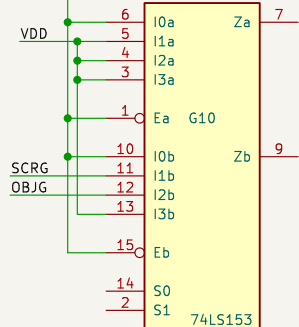 6 I0a Za 7
VDD 5 I1a
4 I2a
3 I3a
1 Ea G10
10 I0b Zb 9
SCRG 11 I1b
OBJG 12 I2b
13 I3b
15 Eb
14 S0
2 S1
74LS153